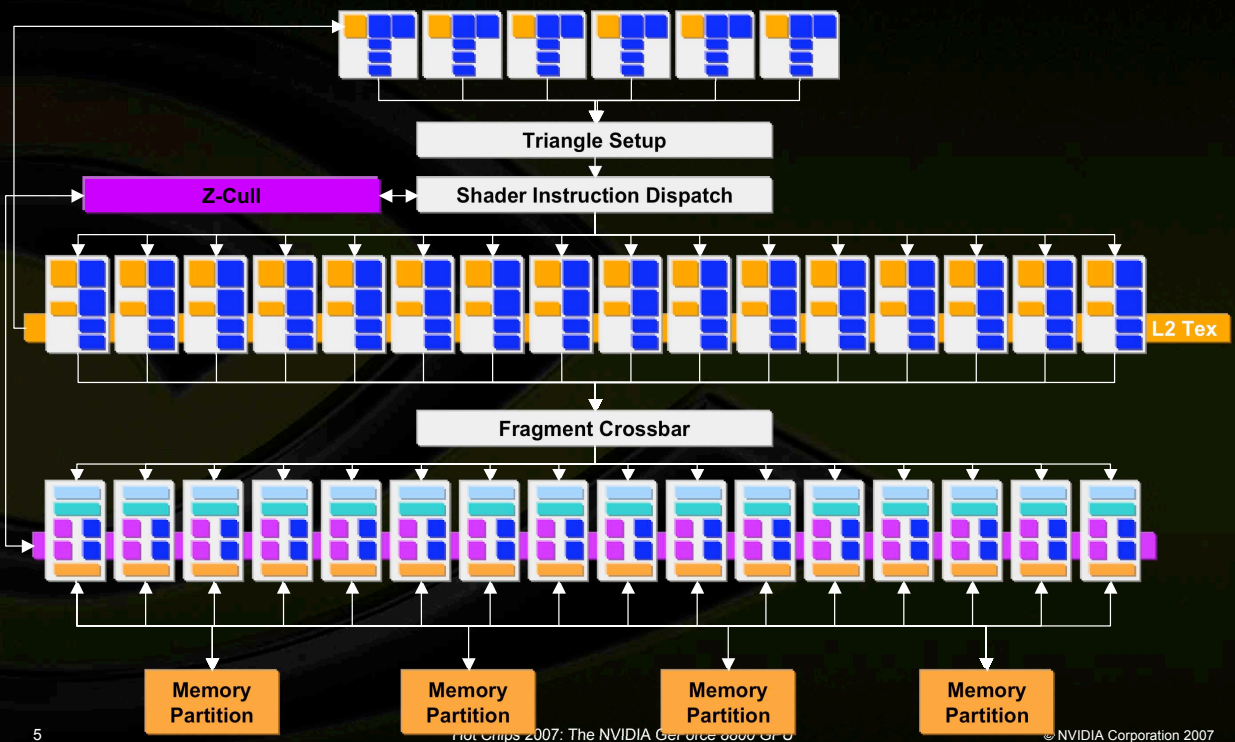 Triangle Setup
Z-Cull
Shader Instruction Dispatch
L2 Tex
Fragment Crossbar
Memory
Partition
Memory
Partition
Memory
Partition
Memory
Partition
5
Hot Chips 2007: The NVIDIA GeForce 8800 GPU
© NVIDIA Corporation 2007